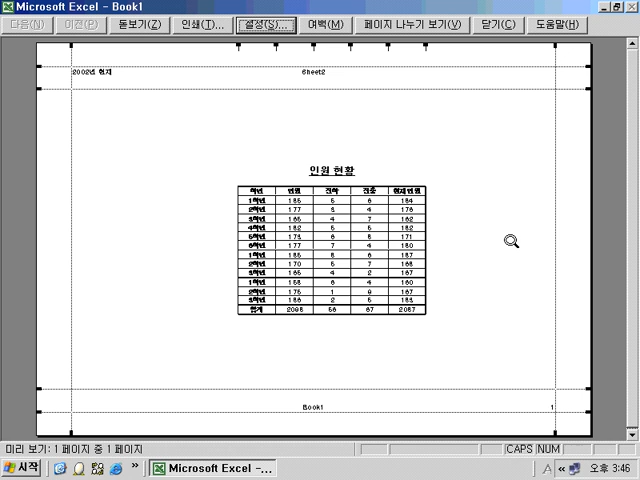 Microsoft Excel - Book1
다음(N) 이전(P) 돋보기(Z) 인쇄(T)... 설정(S)... 여백(M) 페이지 나누기 보기(V) 닫기(C) 도움말(H)
2002년 현재 Sheet2
인원 현황
학년 인원 전학 전출 현재인원
1학년 185 5 6 184
2학년 177 3 4 176
3학년 165 4 7 162
4학년 182 5 5 182
5학년 173 6 8 171
6학년 177 7 4 180
1학년 185 8 6 187
2학년 170 5 7 168
3학년 165 4 2 167
1학년 158 6 4 160
2학년 175 1 9 167
3학년 186 2 5 183
합계 2098 56 67 2087
Book1 1
미리 보기: 1 페이지 중 1 페이지 CAPS NUM
시작 » Microsoft Excel -... A « 오후 3:46